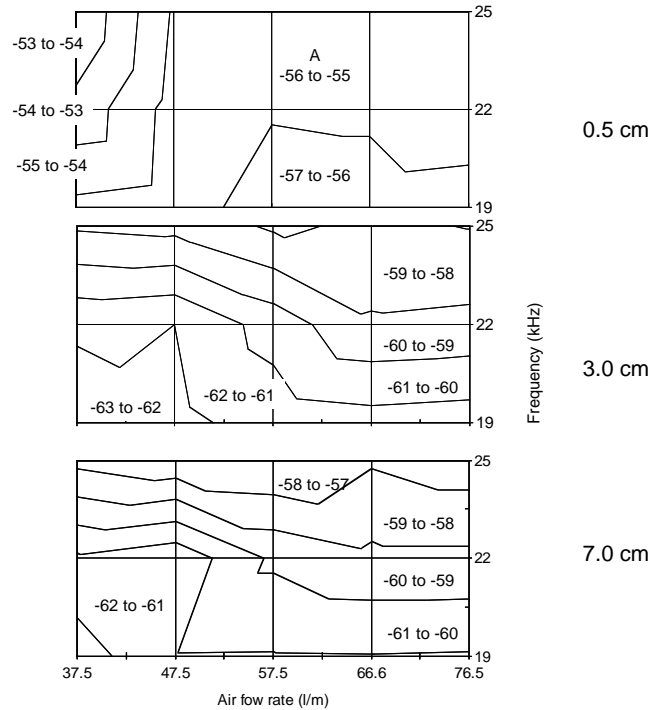 25
-53 to -54
A
-56 to -55
-54 to -53
22
0.5 cm
-55 to -54
-57 to -56
19
25
-59 to -58
Frequency (kHz)
22
-60 to -59
3.0 cm
-62 to -61
-61 to -60
-63 to -62
19
25
-58 to -57
-59 to -58
22
7.0 cm
-60 to -59
-62 to -61
-61 to -60
19
37.5 47.5 57.5 66.6 76.5
Air fow rate (l/m)